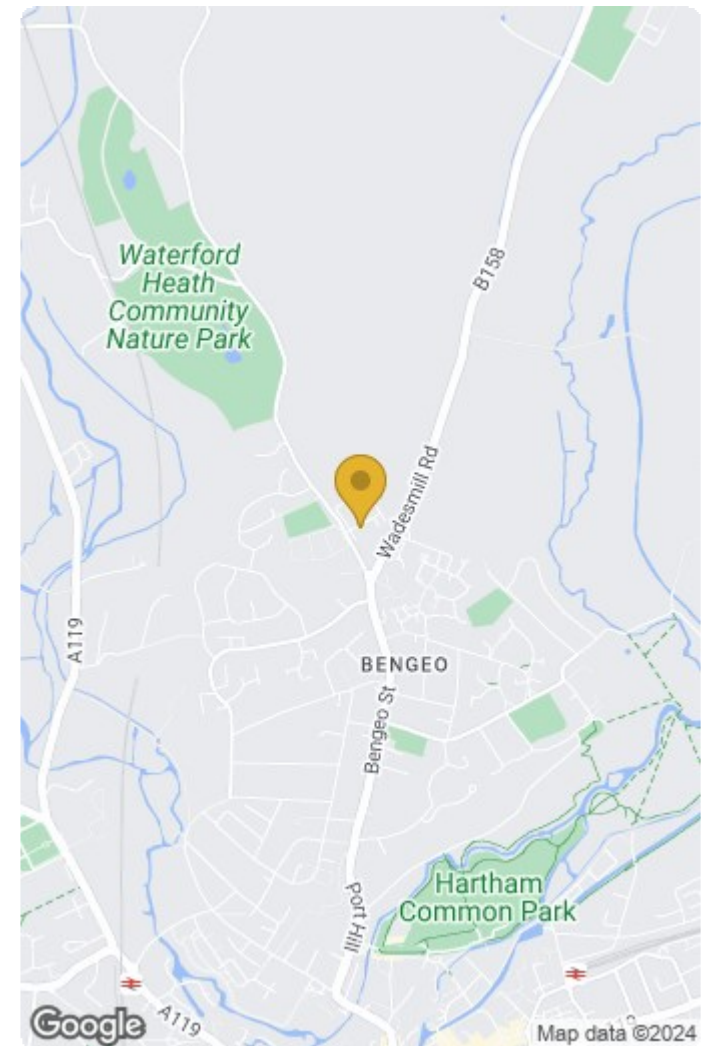 Waterford
Heath
Community
Nature Park
B158
Wadesmill Rd
A119
BENGEO
Bengeo St
Hartham
Common Park
Port Hill
A119
Google
Map data ©2024